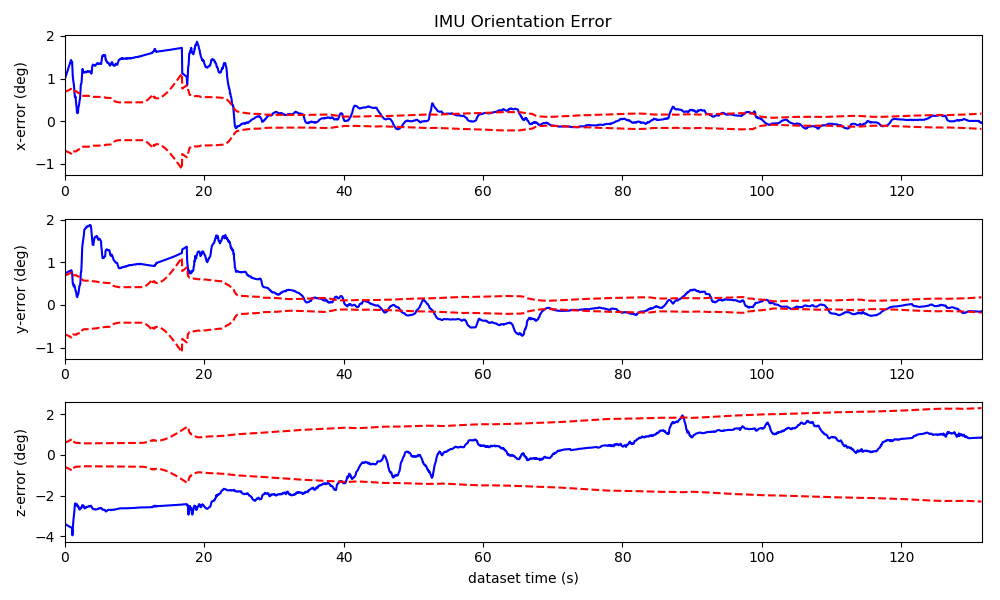 IMU Orientation Error
x-error (deg)
2
1
0
−1
0 20 40 60 80 100 120
y-error (deg)
2
1
0
−1
0 20 40 60 80 100 120
z-error (deg)
2
0
−2
−4
0 20 40 60 80 100 120
dataset time (s)